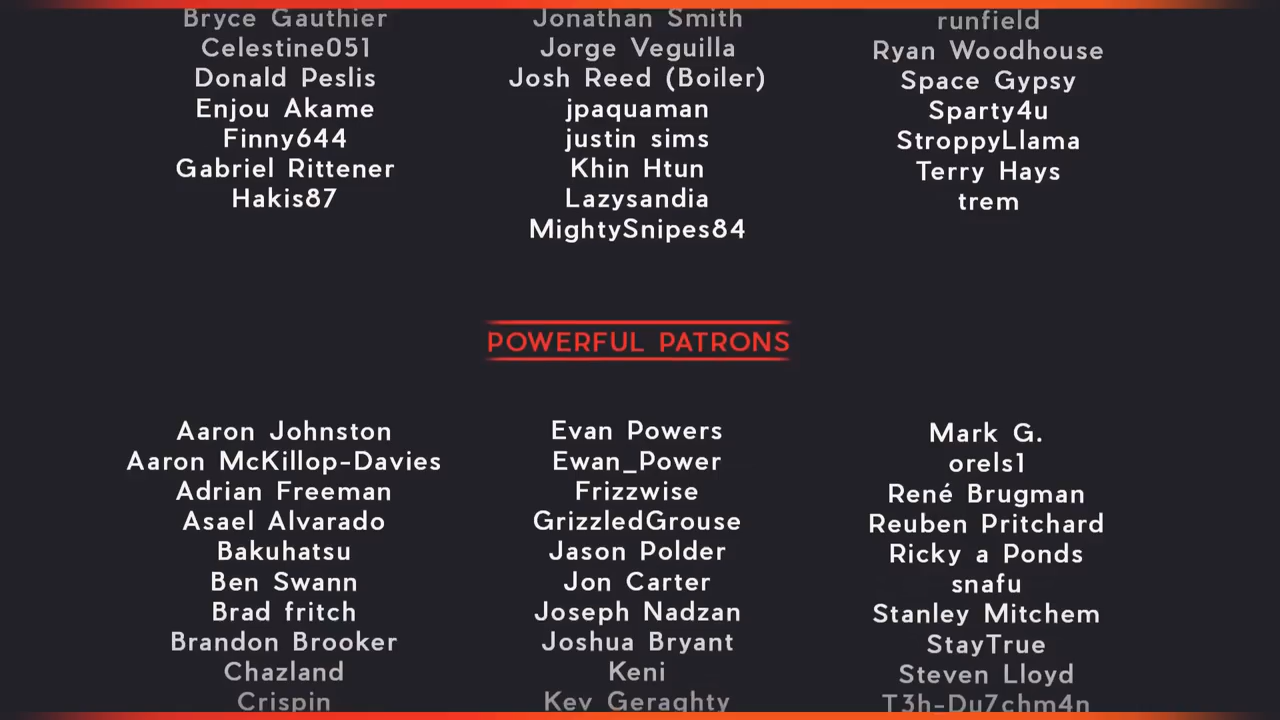 Bryce Gauthier
Celestine051
Donald Peslis
Enjou Akame
Finny644
Gabriel Rittener
Hakis87
Jonathan Smith
Jorge Veguilla
Josh Reed (Boiler)
jpaquaman
justin sims
Khin Htun
Lazysandia
MightySnipes84
runfield
Ryan Woodhouse
Space Gypsy
Sparty4u
StroppyLlama
Terry Hays
trem
POWERFUL PATRONS
Aaron Johnston
Aaron McKillop-Davies
Adrian Freeman
Asael Alvarado
Bakuhatsu
Ben Swann
Brad fritch
Brandon Brooker
Chazland
Crispin
Evan Powers
Ewan_Power
Frizzwise
GrizzledGrouse
Jason Polder
Jon Carter
Joseph Nadzan
Joshua Bryant
Keni
Kev Geraghty
Mark G.
orels1
René Brugman
Reuben Pritchard
Ricky a Ponds
snafu
Stanley Mitchem
StayTrue
Steven Lloyd
T3h-Du7chm4n